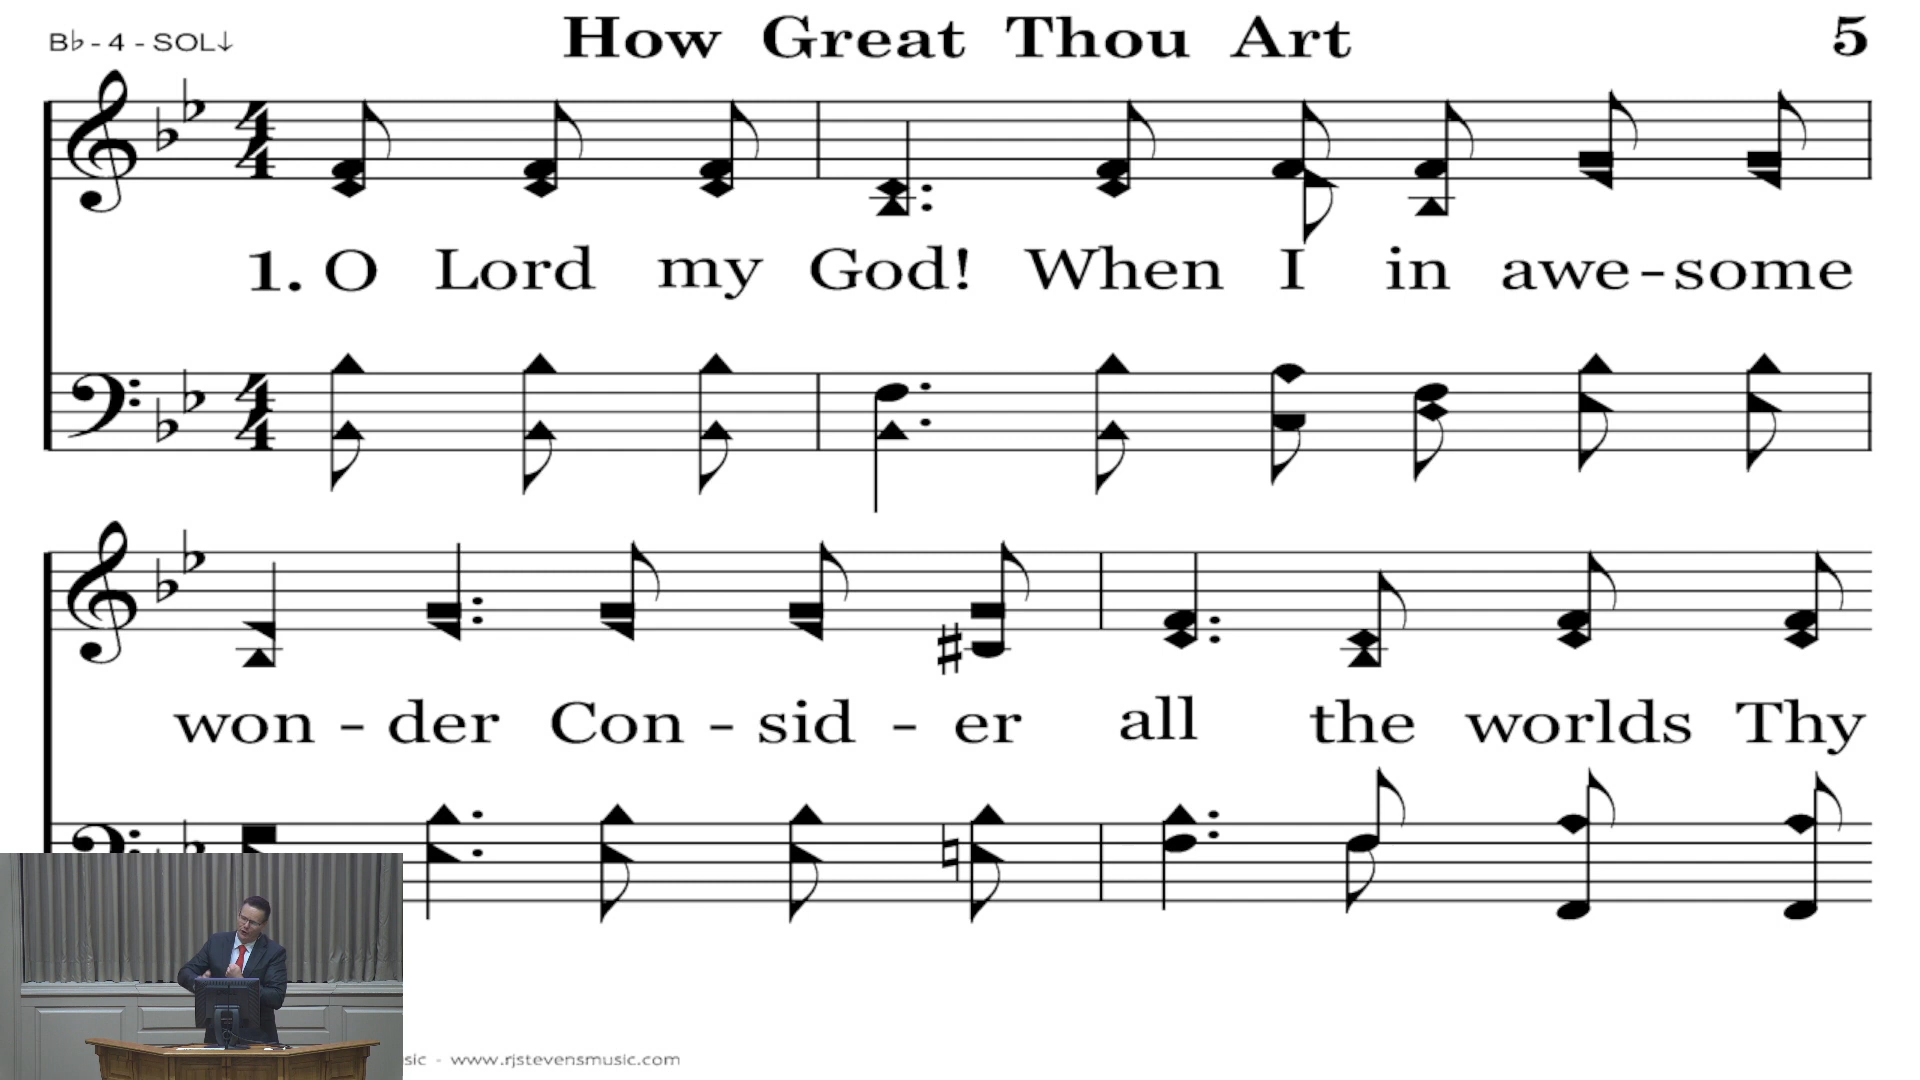 B♭ - 4 - SOL↓
How Great Thou Art
5
1. O Lord my God! When I in awe-some
won - der Con - sid - er all the worlds Thy
sic - www.rjstevensmusic.com